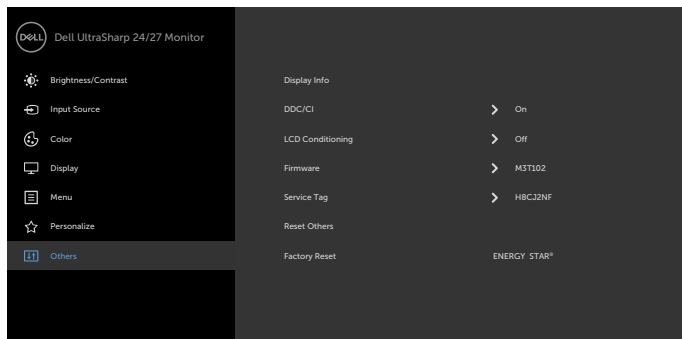 DELL Dell UltraSharp 24/27 Monitor
Brightness/Contrast
Input Source
Color
Display
Menu
Personalize
Others
Display Info
DDC/CI On
LCD Conditioning Off
Firmware M3T102
Service Tag H8CJ2NF
Reset Others
Factory Reset ENERGY STAR®